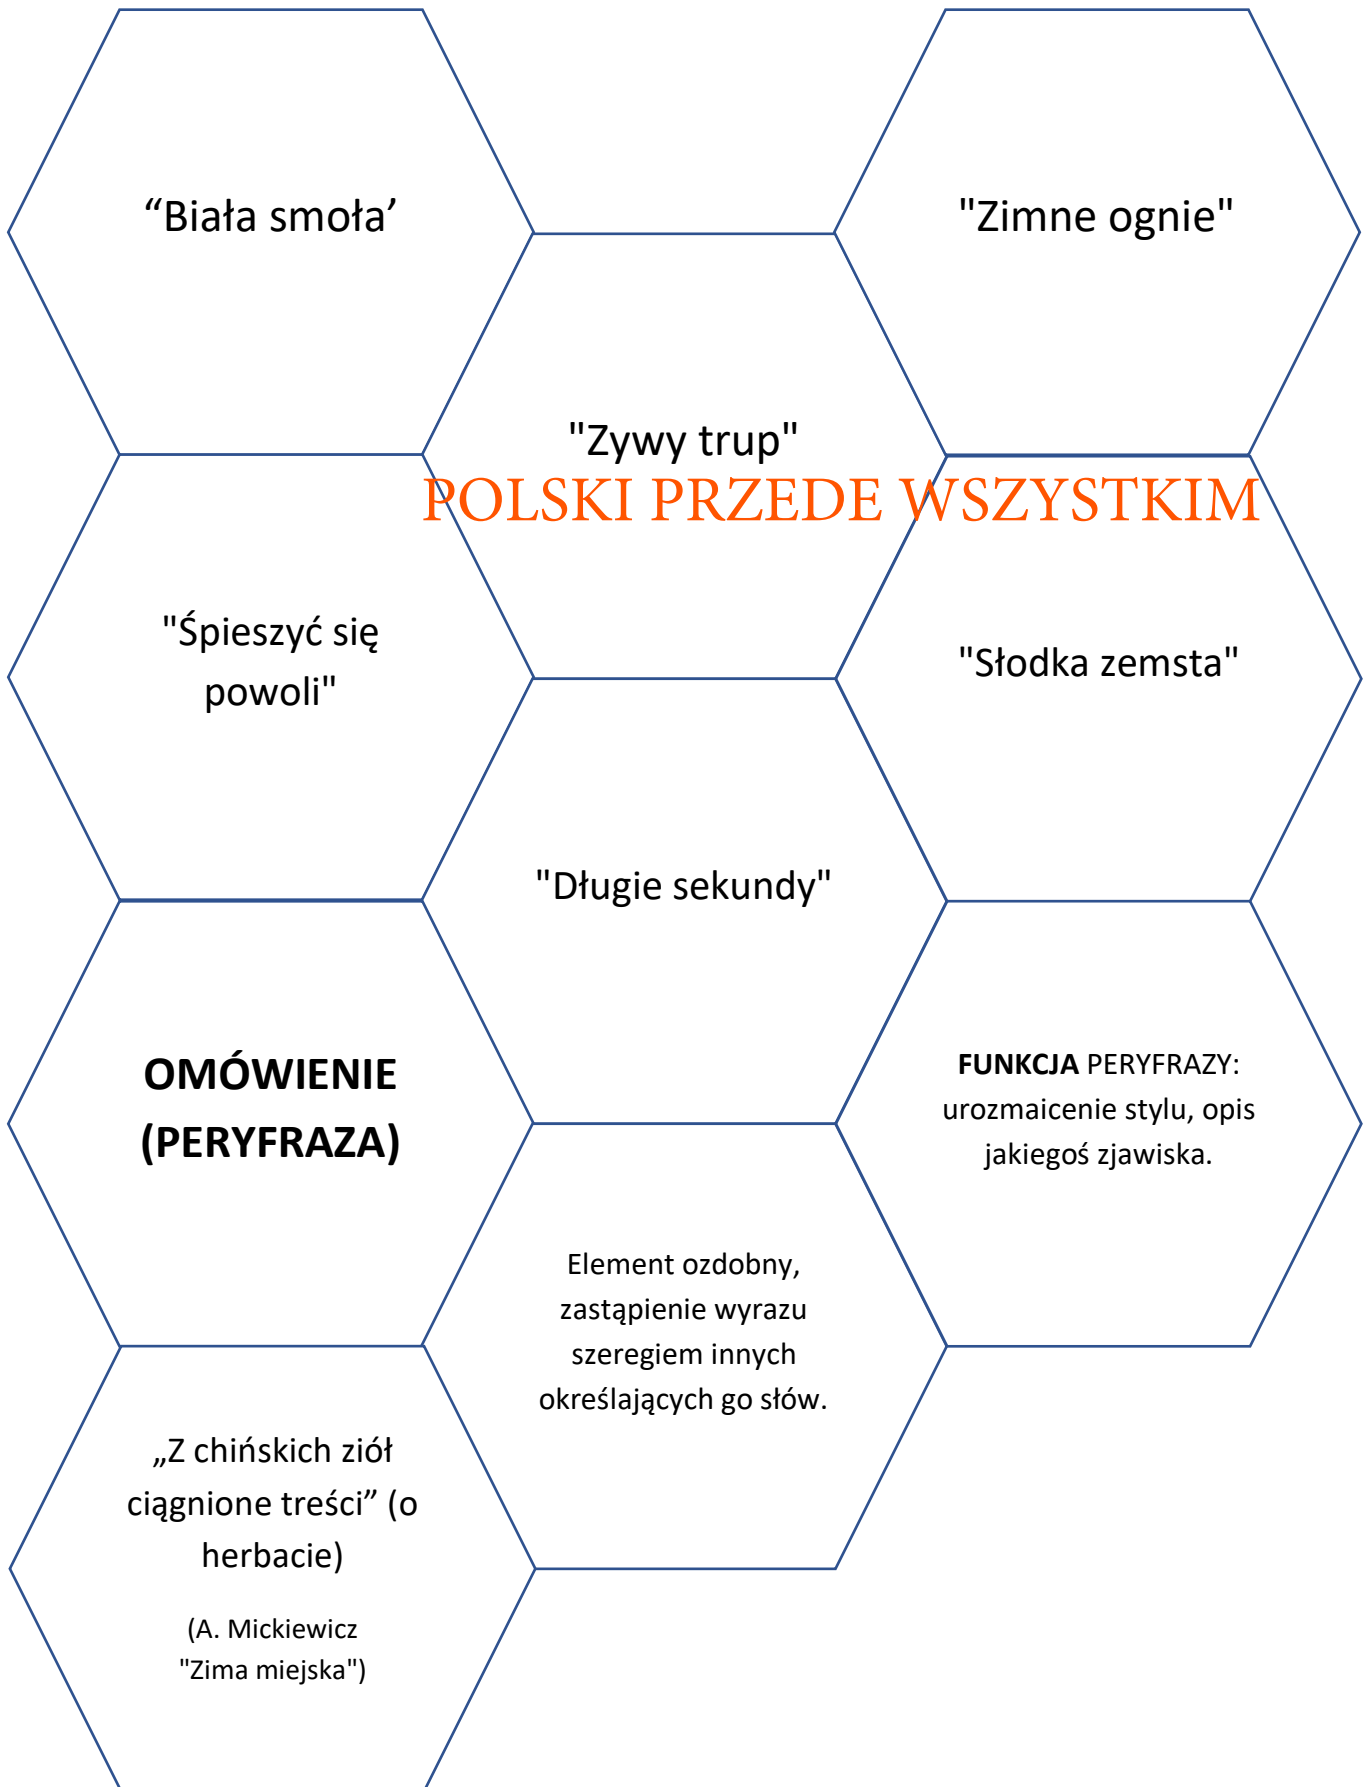 “Biała smoła’
"Zimne ognie"
"Zywy trup"
POLSKI PRZEDE WSZYSTKIM
"Śpieszyć się
powoli"
"Słodka zemsta"
"Długie sekundy"
OMÓWIENIE
(PERYFRAZA)
FUNKCJA PERYFRAZY:
urozmaicenie stylu, opis
jakiegoś zjawiska.
Element ozdobny,
zastąpienie wyrazu
szeregiem innych
określających go słów.
„Z chińskich ziół
ciągnione treści” (o
herbacie)
(A. Mickiewicz
"Zima miejska")